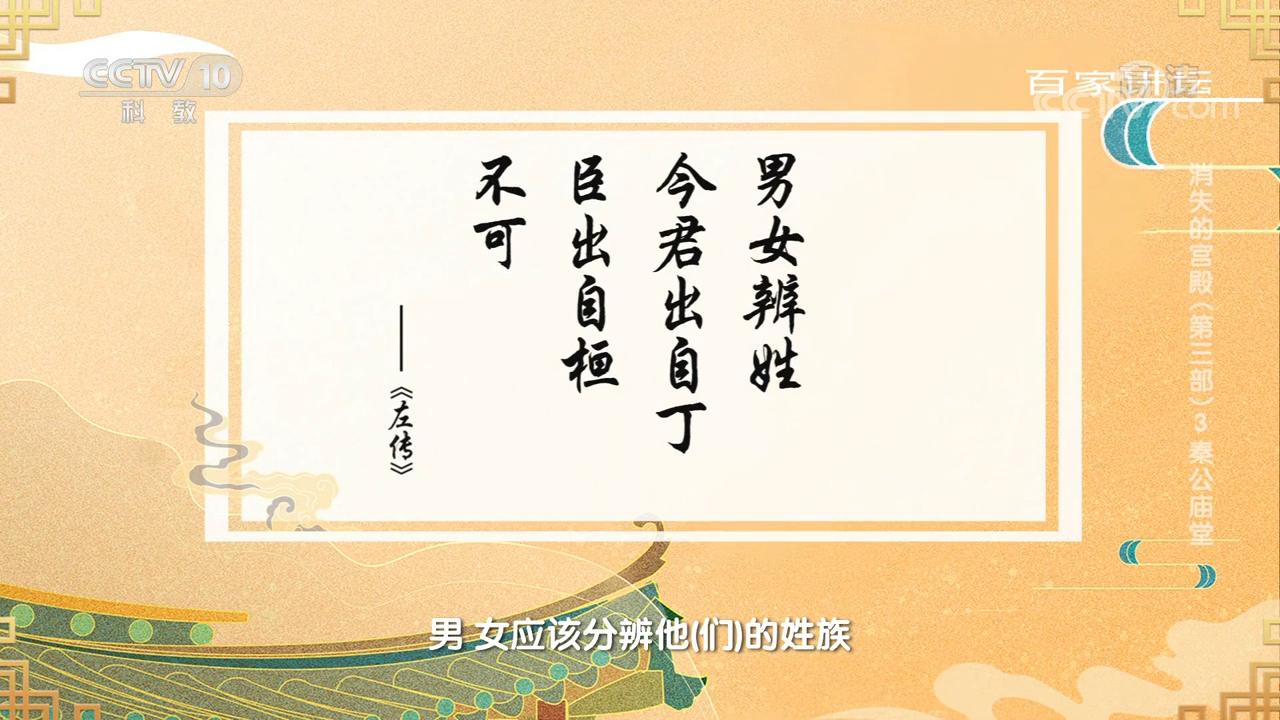 CCTV 10
科教
百家讲坛
CCTV.com
高清
男女辨姓
今君出自丁
臣出自桓
不可
——《左传》
消失的宫殿(第三部)3 秦公庙堂
男 女应该分辨他(们)的姓族